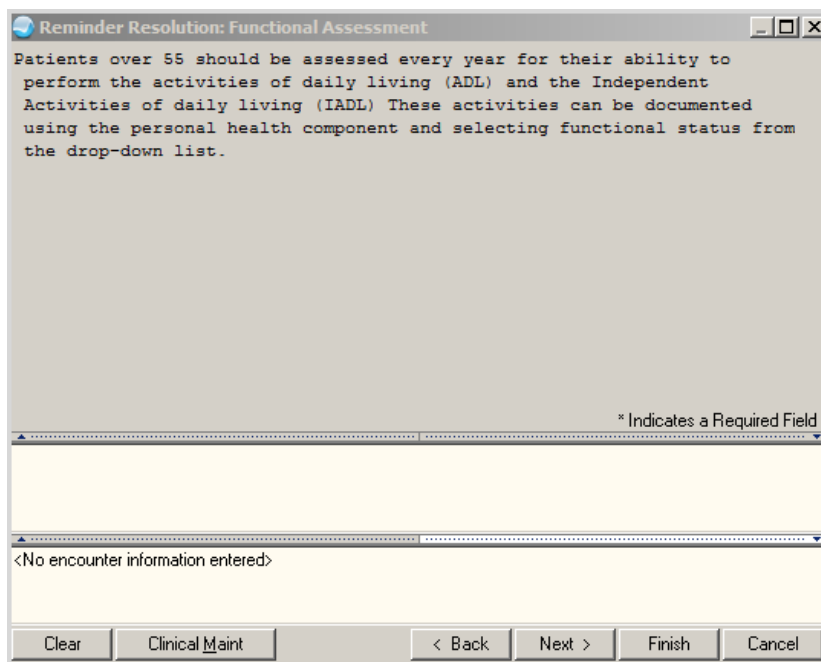 Reminder Resolution: Functional Assessment
Patients over 55 should be assessed every year for their ability to
perform the activities of daily living (ADL) and the Independent
Activities of daily living (IADL) These activities can be documented
using the personal health component and selecting functional status from
the drop-down list.
* Indicates a Required Field
<No encounter information entered>
Clear Clinical Maint < Back Next > Finish Cancel